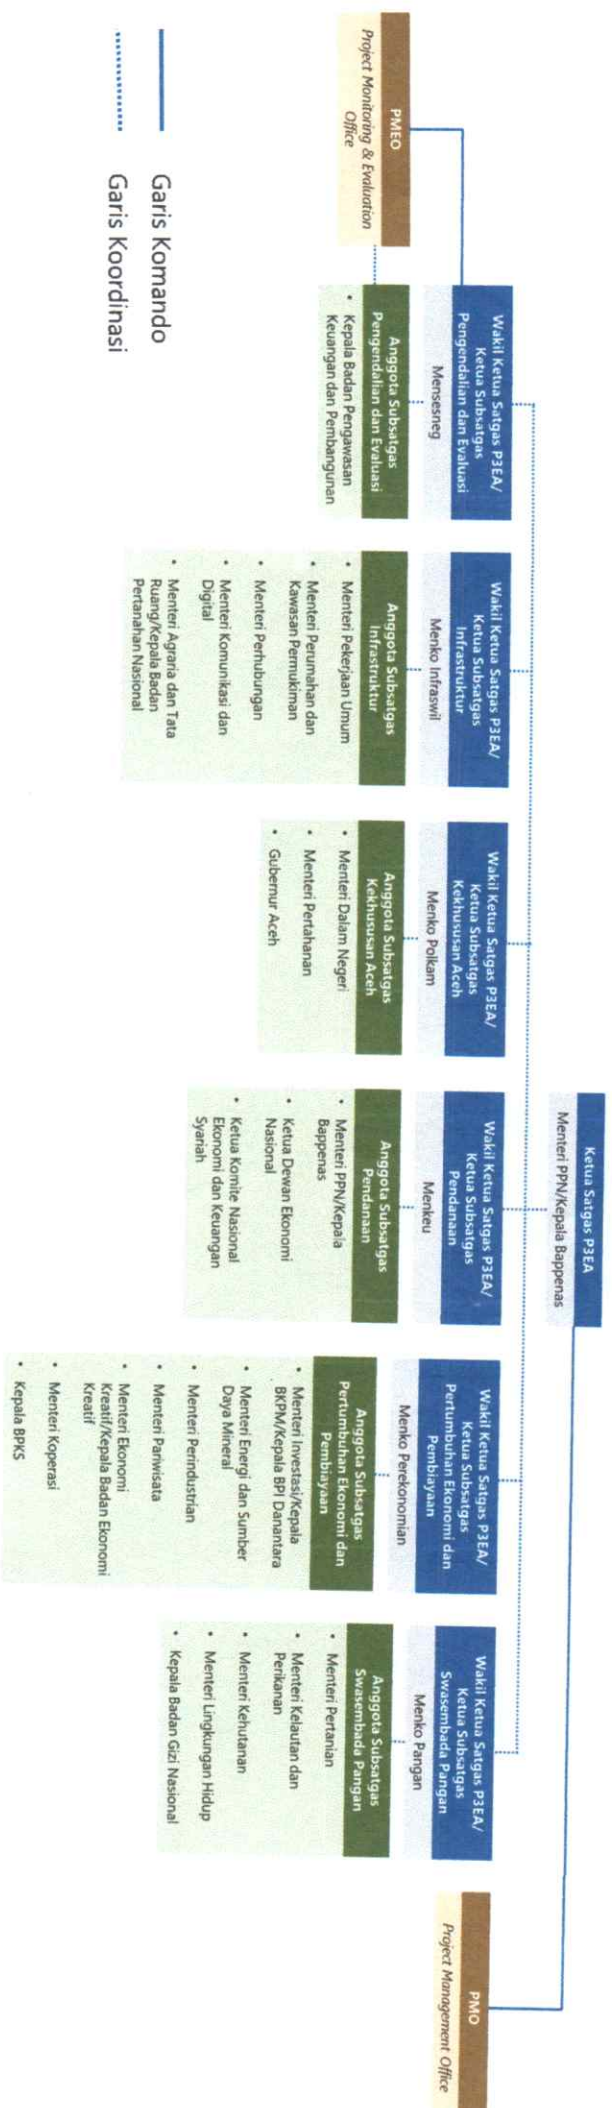 Ketua Satgas P3EA
Menteri PPN/Kepala Bappenas
PMEO
Project Monitoring & Evaluation
Office
Wakil Ketua Satgas P3EA/
Ketua Subsatgas
Pengendalian dan Evaluasi
Mensesneg
Anggota Subsatgas
Pengendalian dan Evaluasi
• Kepala Badan Pengawasan
Keuangan dan Pembangunan
Wakil Ketua Satgas P3EA/
Ketua Subsatgas
Infrastruktur
Menko Infraswil
Anggota Subsatgas
Infrastruktur
• Menteri Pekerjaan Umum
• Menteri Perumahan dan
Kawasan Permukiman
• Menteri Perhubungan
• Menteri Komunikasi dan
Digital
• Menteri Agraria dan Tata
Ruang/Kepala Badan
Pertanahan Nasional
Wakil Ketua Satgas P3EA/
Ketua Subsatgas
Kekhususan Aceh
Menko Polkam
Anggota Subsatgas
Kekhususan Aceh
• Menteri Dalam Negeri
• Menteri Pertahanan
• Gubernur Aceh
Wakil Ketua Satgas P3EA/
Ketua Subsatgas
Pendanaan
Menkeu
Anggota Subsatgas
Pendanaan
• Menteri PPN/Kepala
Bappenas
• Ketua Dewan Ekonomi
Nasional
• Ketua Komite Nasional
Ekonomi dan Keuangan
Syariah
Wakil Ketua Satgas P3EA/
Ketua Subsatgas
Pertumbuhan Ekonomi dan
Pembiayaan
Menko Perekonomian
Anggota Subsatgas
Pertumbuhan Ekonomi dan
Pembiayaan
• Menteri Investasi/Kepala
BKPM/Kepala BPI Danantara
• Menteri Energi dan Sumber
Daya Mineral
• Menteri Perindustrian
• Menteri Pariwisata
• Menteri Ekonomi
Kreatif/Kepala Badan Ekonomi
Kreatif
• Menteri Koperasi
• Kepala BPKS
Wakil Ketua Satgas P3EA/
Ketua Subsatgas
Swasembada Pangan
Menko Pangan
Anggota Subsatgas
Swasembada Pangan
• Menteri Pertanian
• Menteri Kelautan dan
Perikanan
• Menteri Kehutanan
• Menteri Lingkungan Hidup
• Kepala Badan Gizi Nasional
PMO
Project Management Office
Garis Komando
Garis Koordinasi